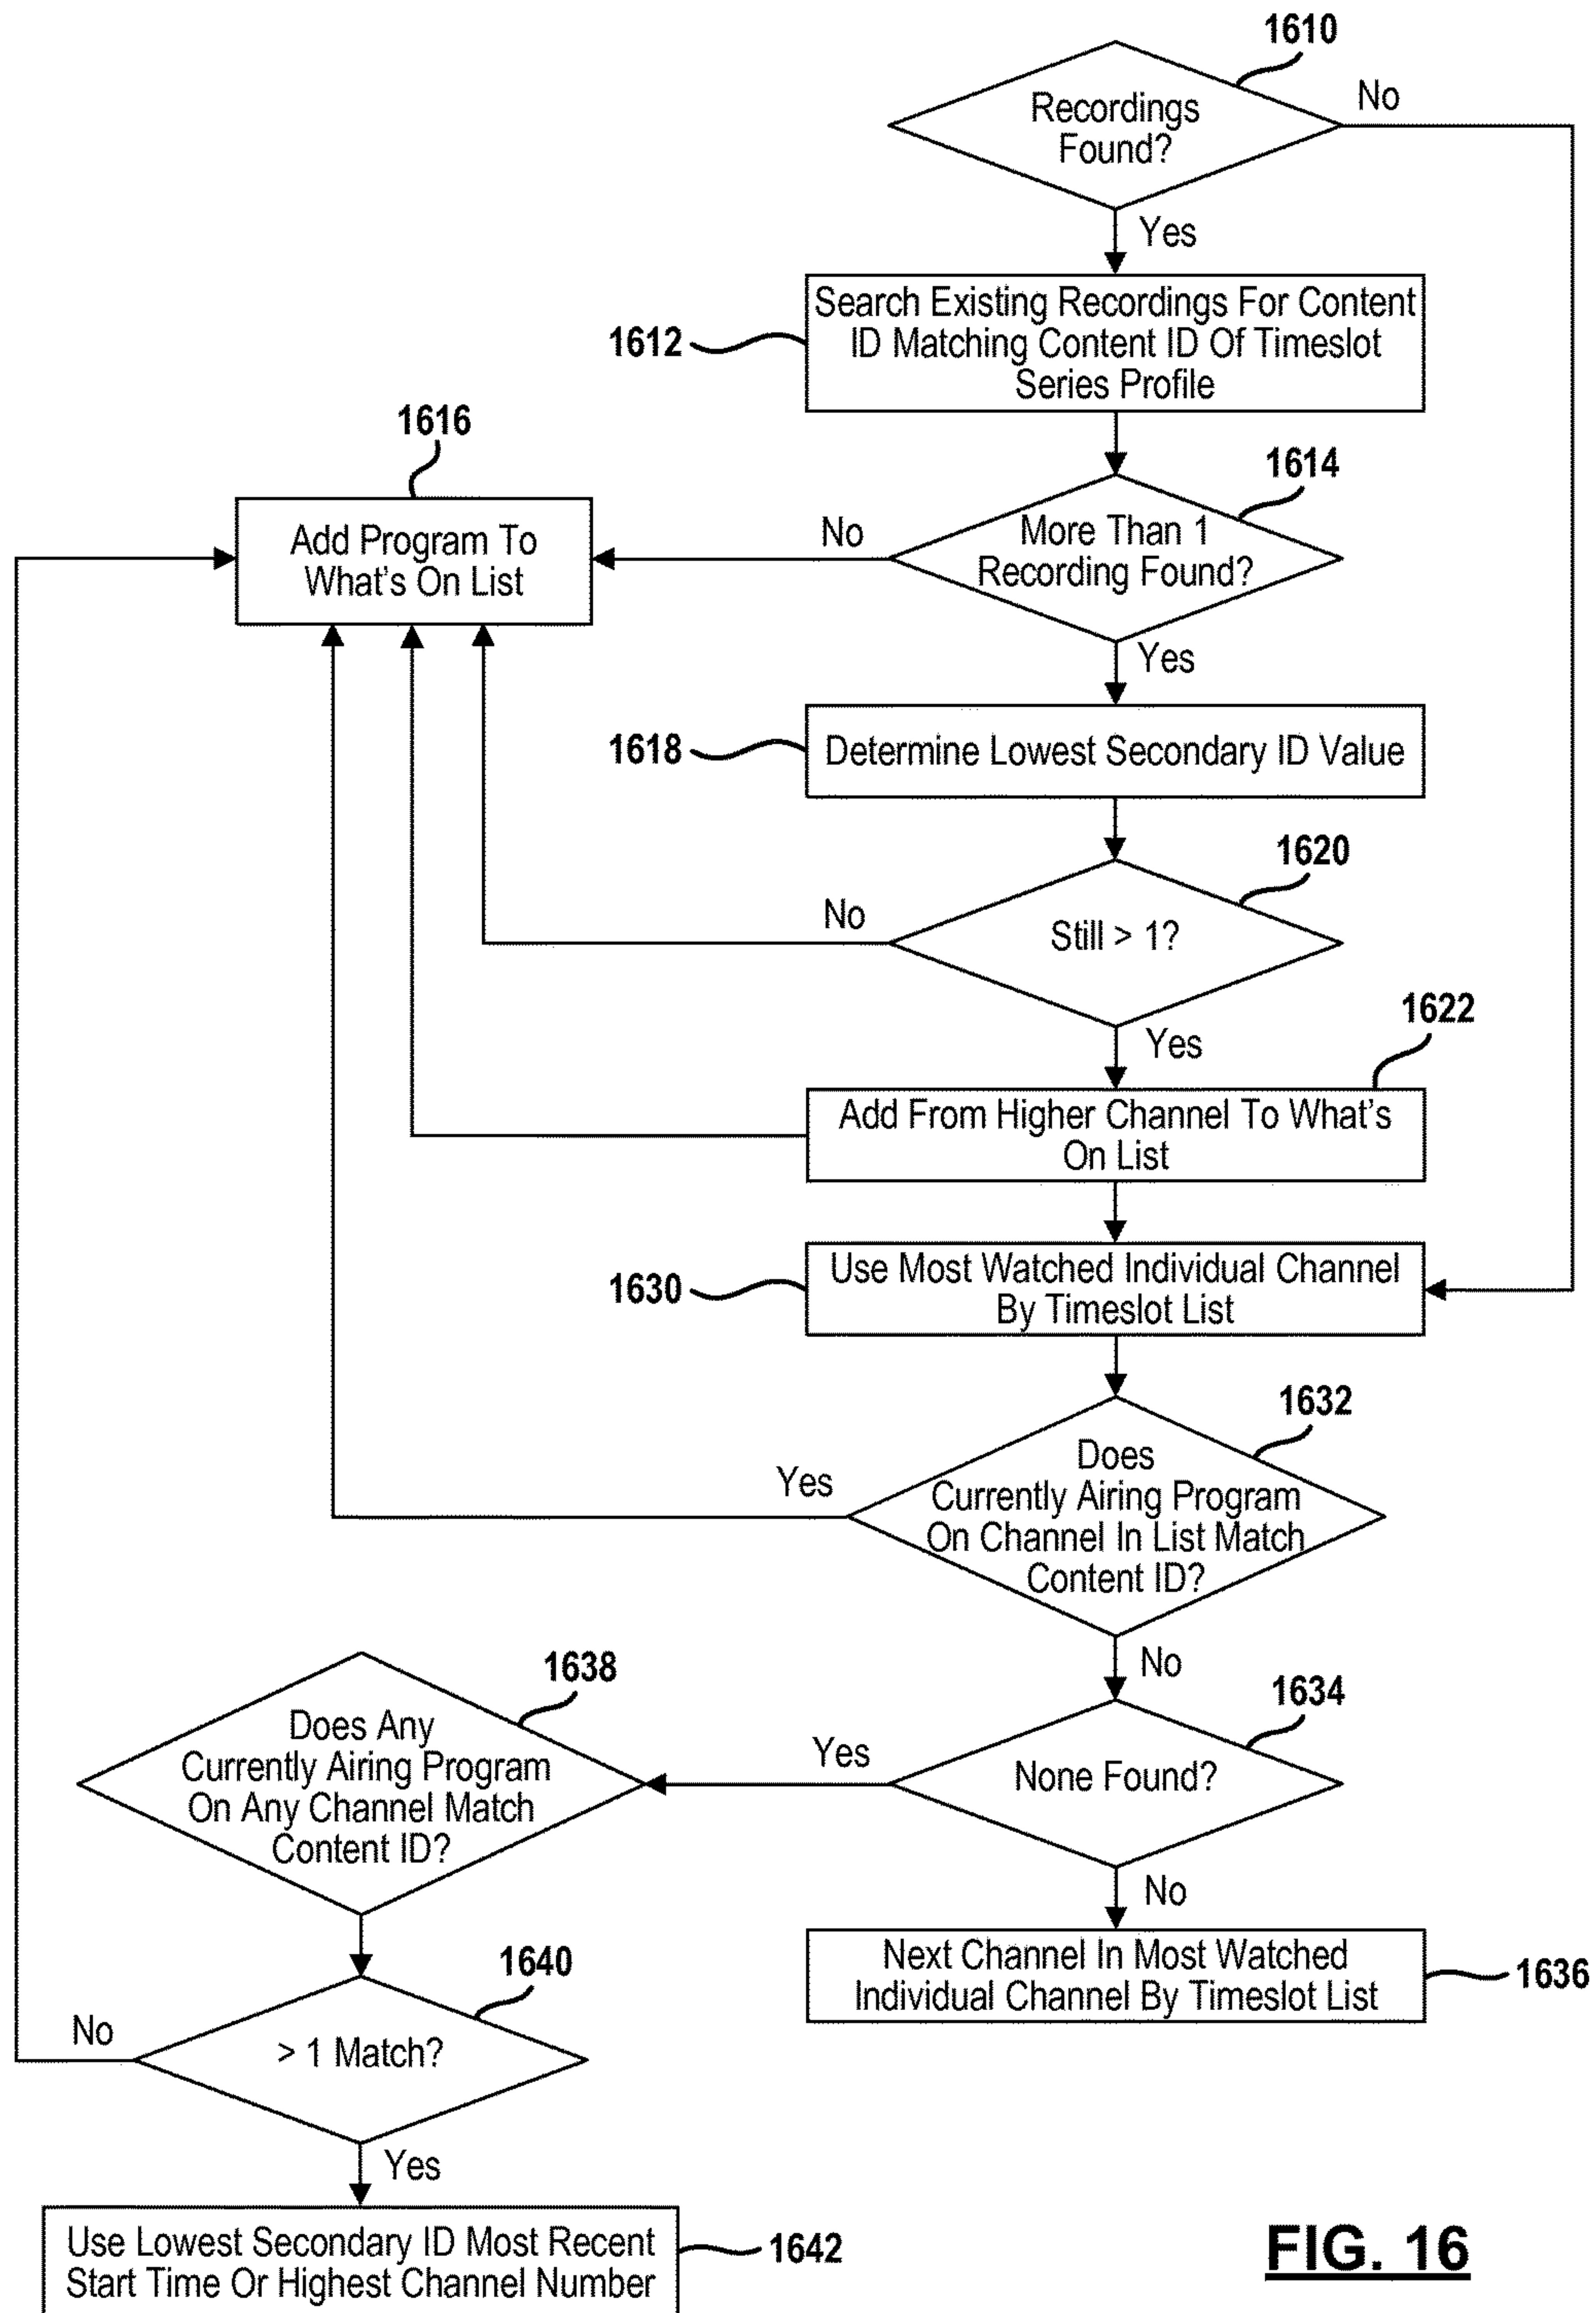 1610
Recordings
Found?
No
Yes
1612
Search Existing Recordings For Content
ID Matching Content ID Of Timeslot
Series Profile
1616
1614
Add Program To
What's On List
No
More Than 1
Recording Found?
Yes
1618
Determine Lowest Secondary ID Value
1620
No
Still > 1?
Yes
1622
Add From Higher Channel To What's
On List
1630
Use Most Watched Individual Channel
By Timeslot List
1632
Yes
Does
Currently Airing Program
On Channel In List Match
Content ID?
No
1638
1634
Does Any
Currently Airing Program
On Any Channel Match
Content ID?
Yes
None Found?
No
1640
Next Channel In Most Watched
Individual Channel By Timeslot List
1636
No
> 1 Match?
Yes
Use Lowest Secondary ID Most Recent
Start Time Or Highest Channel Number
1642
FIG. 16